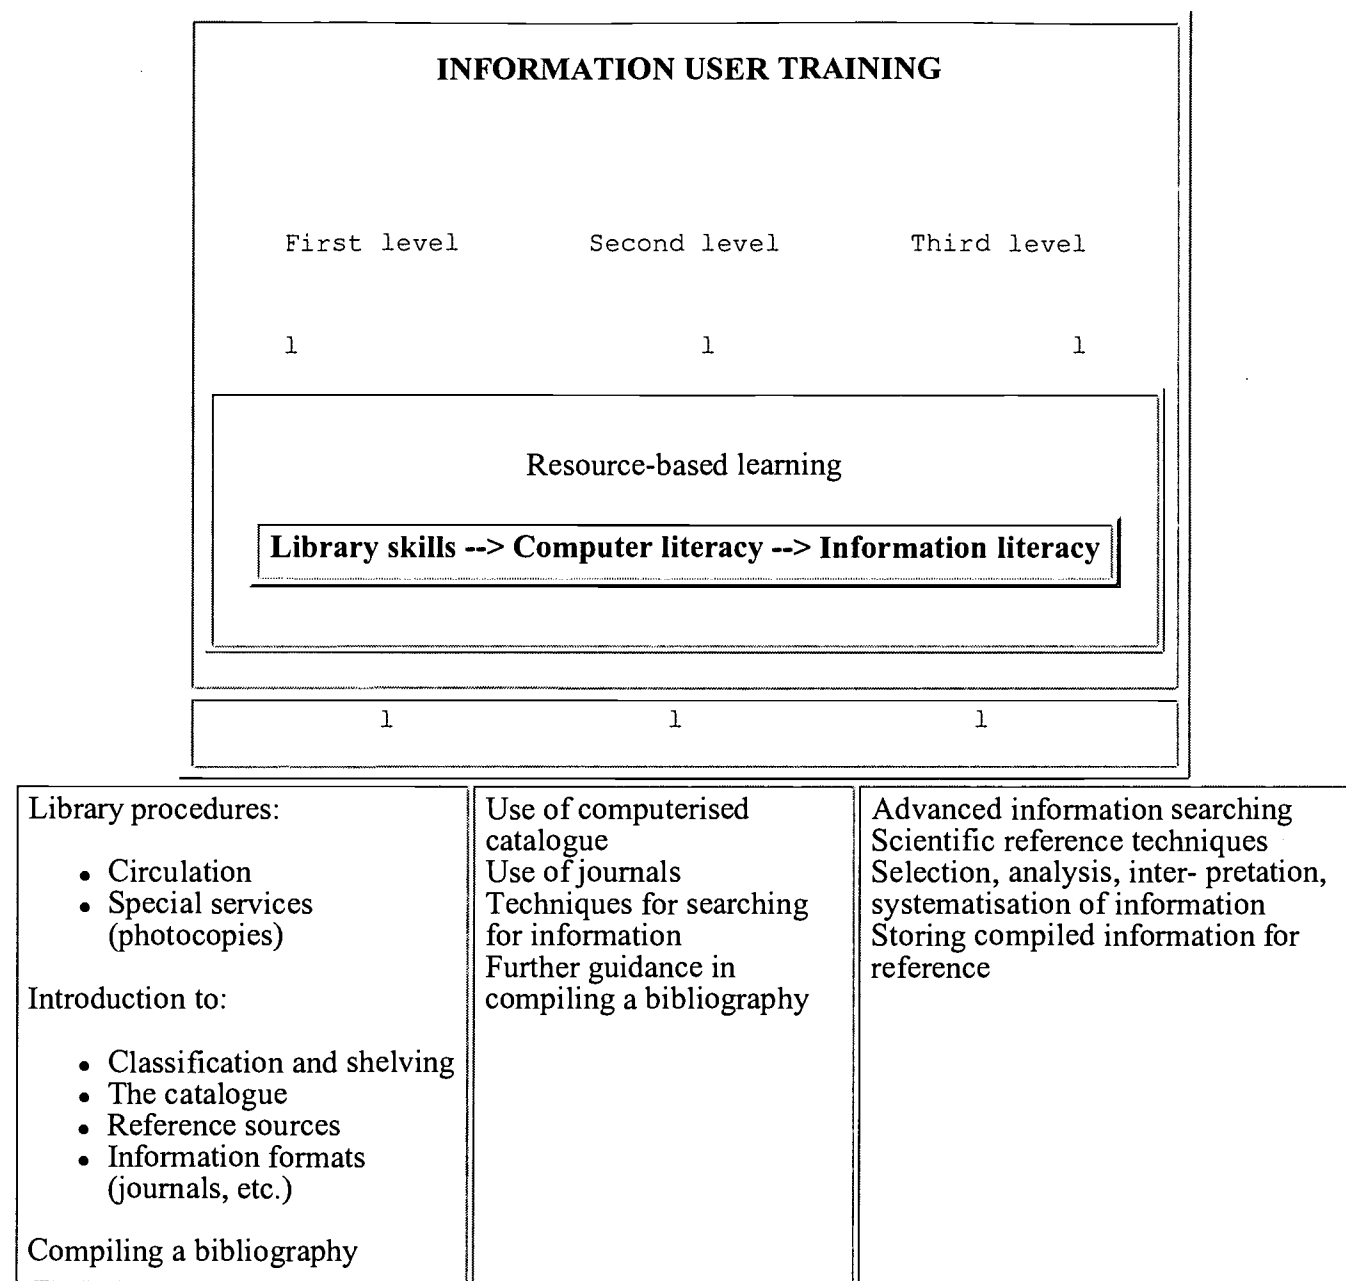 INFORMATION USER TRAINING
First level Second level Third level
l l l
Resource-based learning
Library skills --> Computer literacy --> Information literacy
l l l
Library procedures:
• Circulation
• Special services
(photocopies)
Introduction to:
• Classification and shelving
• The catalogue
• Reference sources
• Information formats
(journals, etc.)
Compiling a bibliography
Use of computerised
catalogue
Use of journals
Techniques for searching
for information
Further guidance in
compiling a bibliography
Advanced information searching
Scientific reference techniques
Selection, analysis, inter- pretation,
systematisation of information
Storing compiled information for
reference